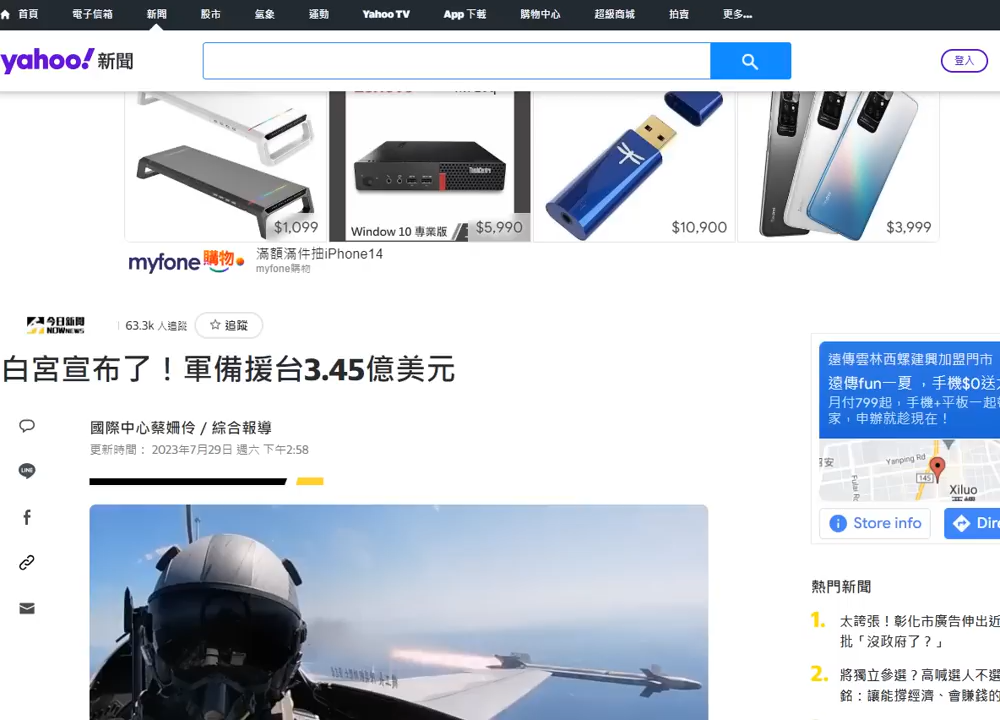 首頁 電子信箱 新聞 股市 氣象 運動 Yahoo TV App 下載 購物中心 超級商城 拍賣 更多...
yahoo! 新聞
登入
$1,099
ThinkCentre
Window 10 專業版
$5,990
$10,900
$3,999
myfone 購物
滿額滿件抽iPhone14
myfone購物
今日新聞
NOWNEWS
63.3k 人追蹤
追蹤
白宮宣布了！軍備援台3.45億美元
國際中心蔡姍伶 / 綜合報導
更新時間： 2023年7月29日 週六 下午2:58
LINE
遠傳雲林西螺建興加盟門市
遠傳fun一夏 ，手機$0送
月付799起，手機+平板一起
家，申辦就趁現在！
Yanping Rd
145
Xiluo
Store info
熱門新聞
1. 太誇張！彰化市廣告伸出近
批「沒政府了？」
2. 將獨立參選？高喊選人不選
銘：讓能撐經濟、會賺錢的